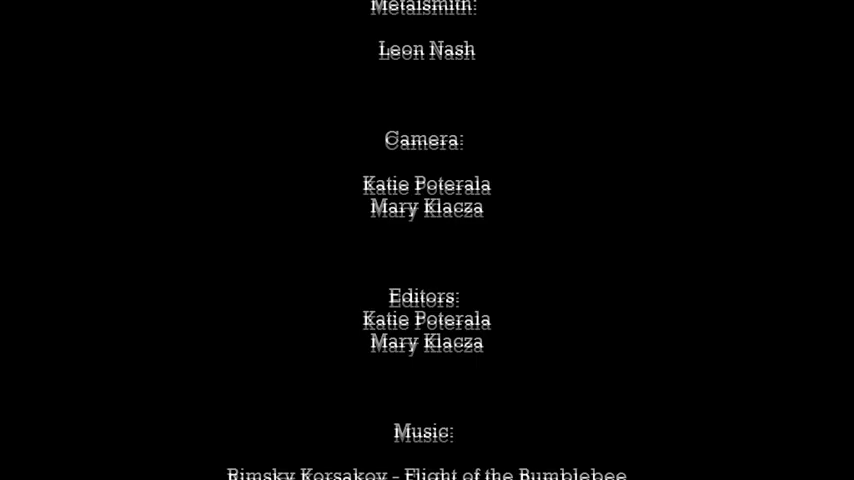 Metalsmith:
Leon Nash
Camera:
Katie Poterala
Mary Klacza
Editors:
Katie Poterala
Mary Klacza
Music:
Rimsky Korsakov - Flight of the Bumblebee